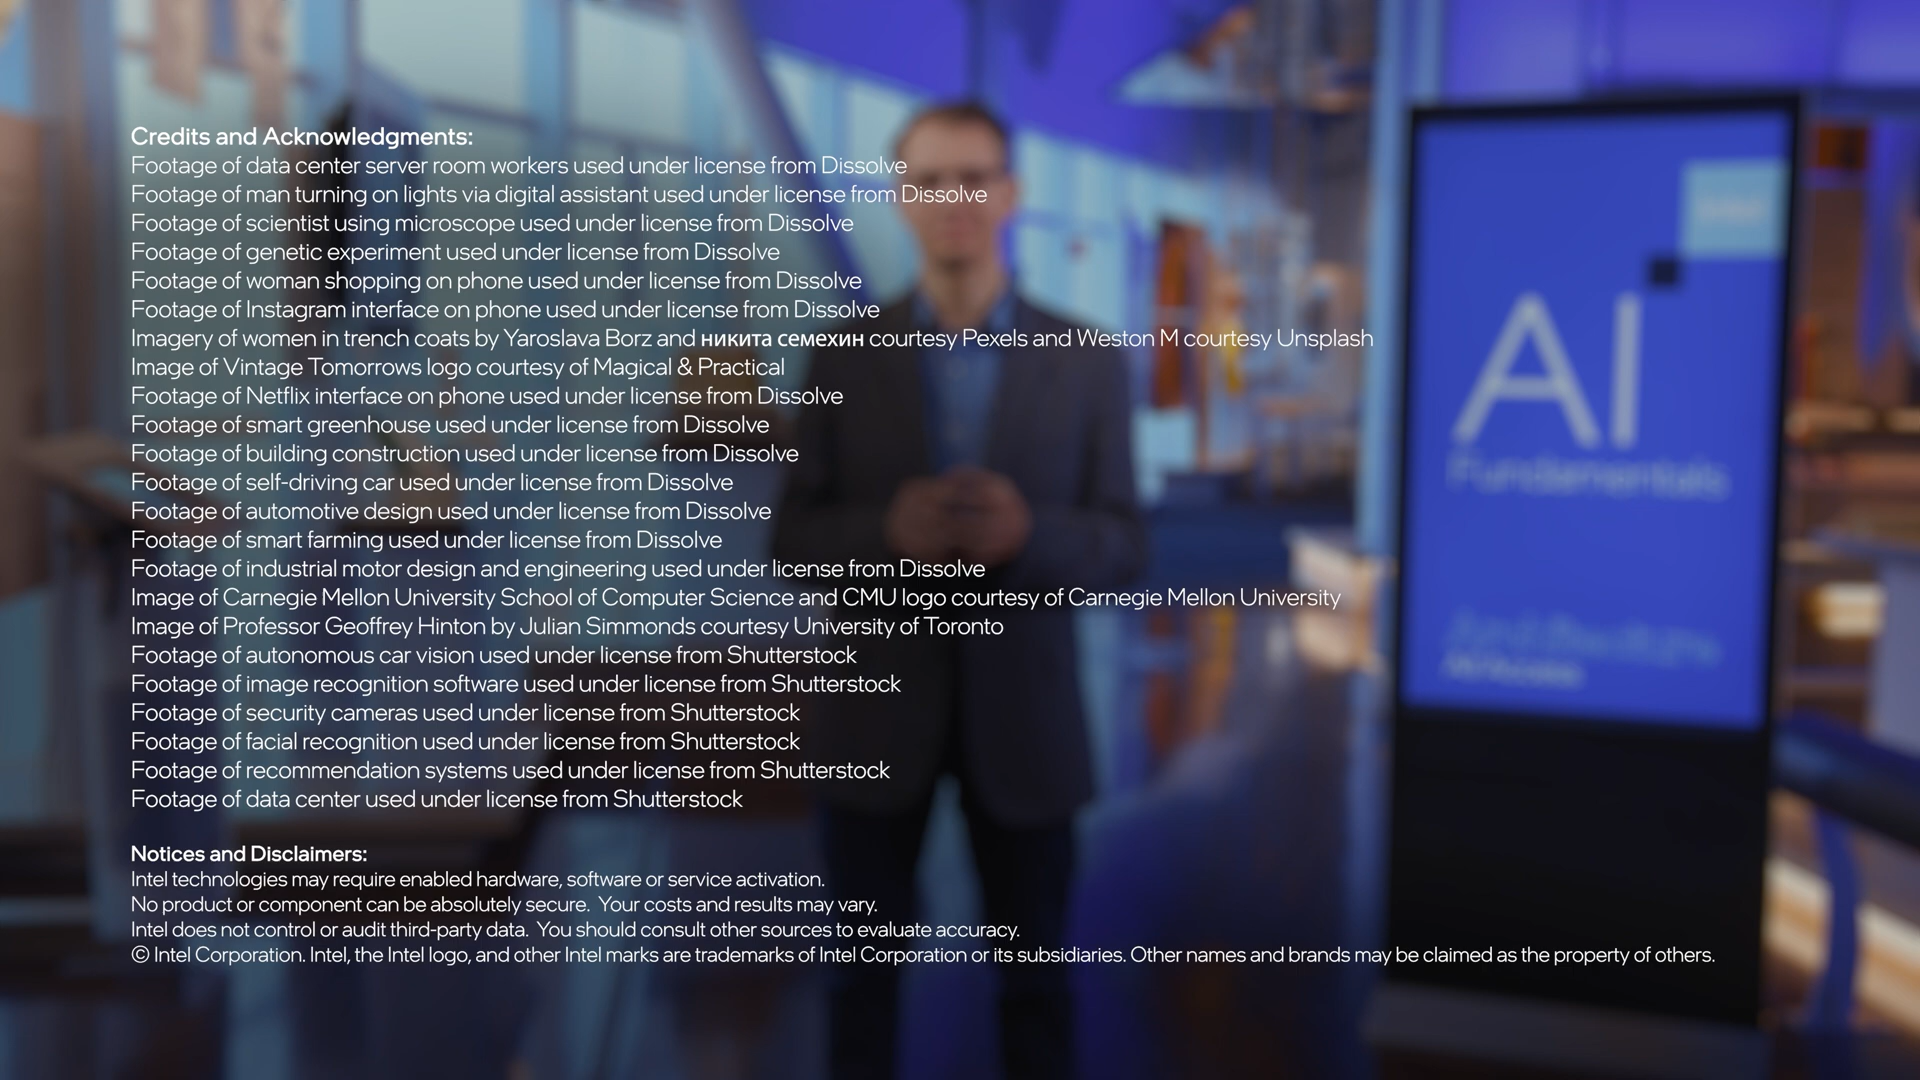 Credits and Acknowledgments:
Footage of data center server room workers used under license from Dissolve
Footage of man turning on lights via digital assistant used under license from Dissolve
Footage of scientist using microscope used under license from Dissolve
Footage of genetic experiment used under license from Dissolve
Footage of woman shopping on phone used under license from Dissolve
Footage of Instagram interface on phone used under license from Dissolve
Imagery of women in trench coats by Yaroslava Borz and никита семехин courtesy Pexels and Weston M courtesy Unsplash
Image of Vintage Tomorrows logo courtesy of Magical & Practical
Footage of Netflix interface on phone used under license from Dissolve
Footage of smart greenhouse used under license from Dissolve
Footage of building construction used under license from Dissolve
Footage of self-driving car used under license from Dissolve
Footage of automotive design used under license from Dissolve
Footage of smart farming used under license from Dissolve
Footage of industrial motor design and engineering used under license from Dissolve
Image of Carnegie Mellon University School of Computer Science and CMU logo courtesy of Carnegie Mellon University
Image of Professor Geoffrey Hinton by Julian Simmonds courtesy University of Toronto
Footage of autonomous car vision used under license from Shutterstock
Footage of image recognition software used under license from Shutterstock
Footage of security cameras used under license from Shutterstock
Footage of facial recognition used under license from Shutterstock
Footage of recommendation systems used under license from Shutterstock
Footage of data center used under license from Shutterstock
Notices and Disclaimers:
Intel technologies may require enabled hardware, software or service activation.
No product or component can be absolutely secure.  Your costs and results may vary.
Intel does not control or audit third-party data.  You should consult other sources to evaluate accuracy.
© Intel Corporation. Intel, the Intel logo, and other Intel marks are trademarks of Intel Corporation or its subsidiaries. Other names and brands may be claimed as the property of others.
AI
Fundamentals